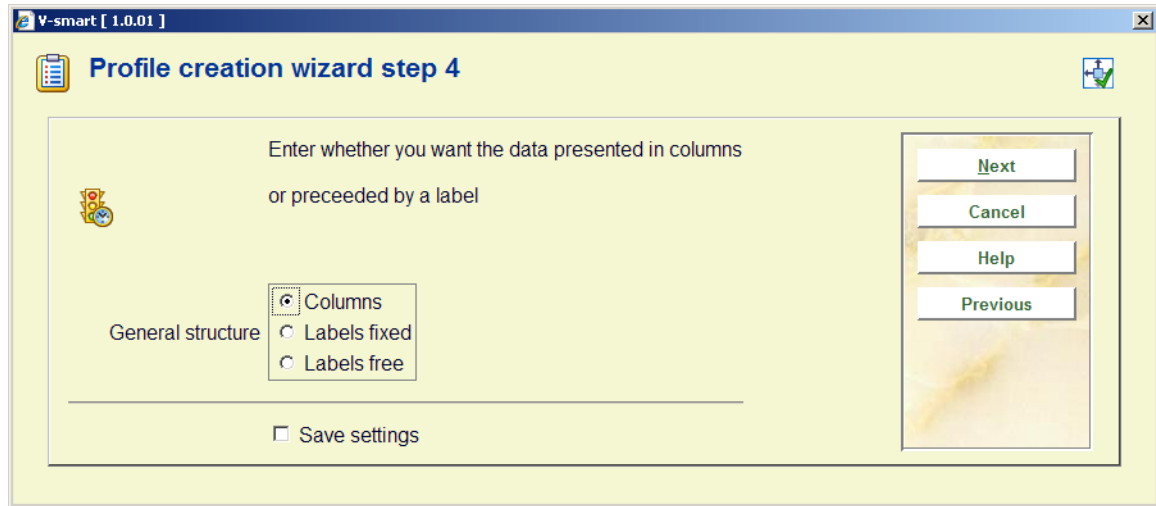 V-smart [ 1.0.01 ]
Profile creation wizard step 4
Enter whether you want the data presented in columns
or preceeded by a label
General structure
Columns
Labels fixed
Labels free
Save settings
Next
Cancel
Help
Previous